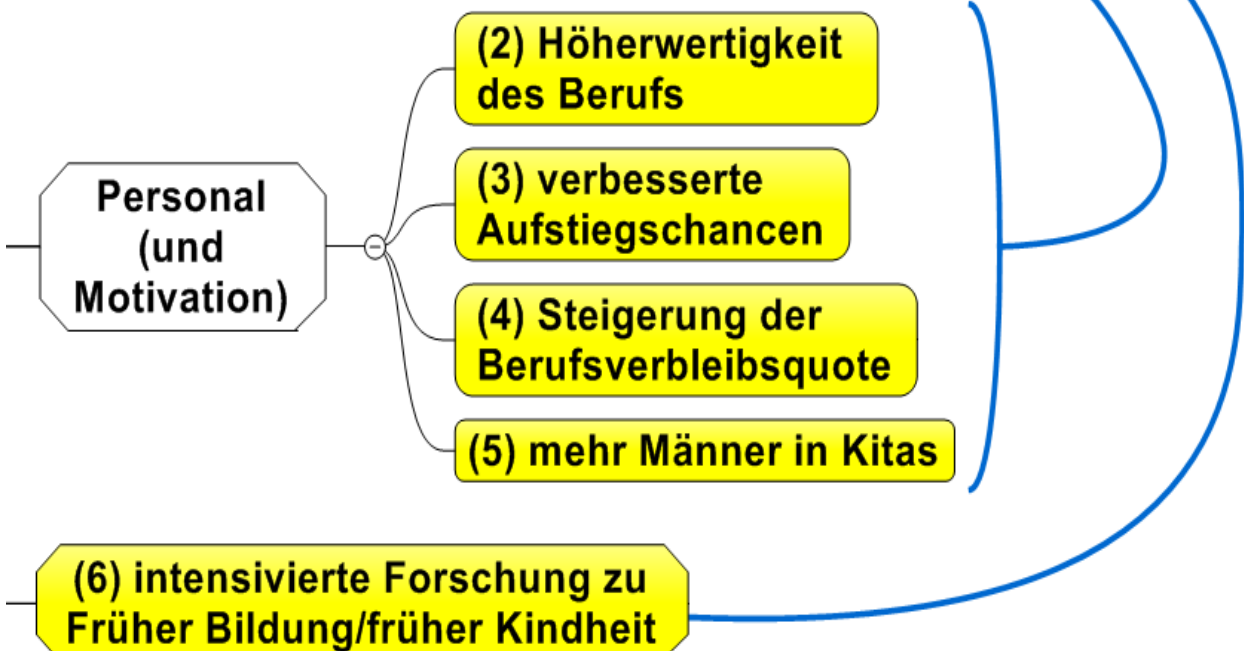 (2) Höherwertigkeit
des Berufs
(3) verbesserte
Aufstiegschancen
Personal
(und
Motivation)
(4) Steigerung der
Berufsverbleibsquote
(5) mehr Männer in Kitas
(6) intensivierte Forschung zu
Früher Bildung/früher Kindheit